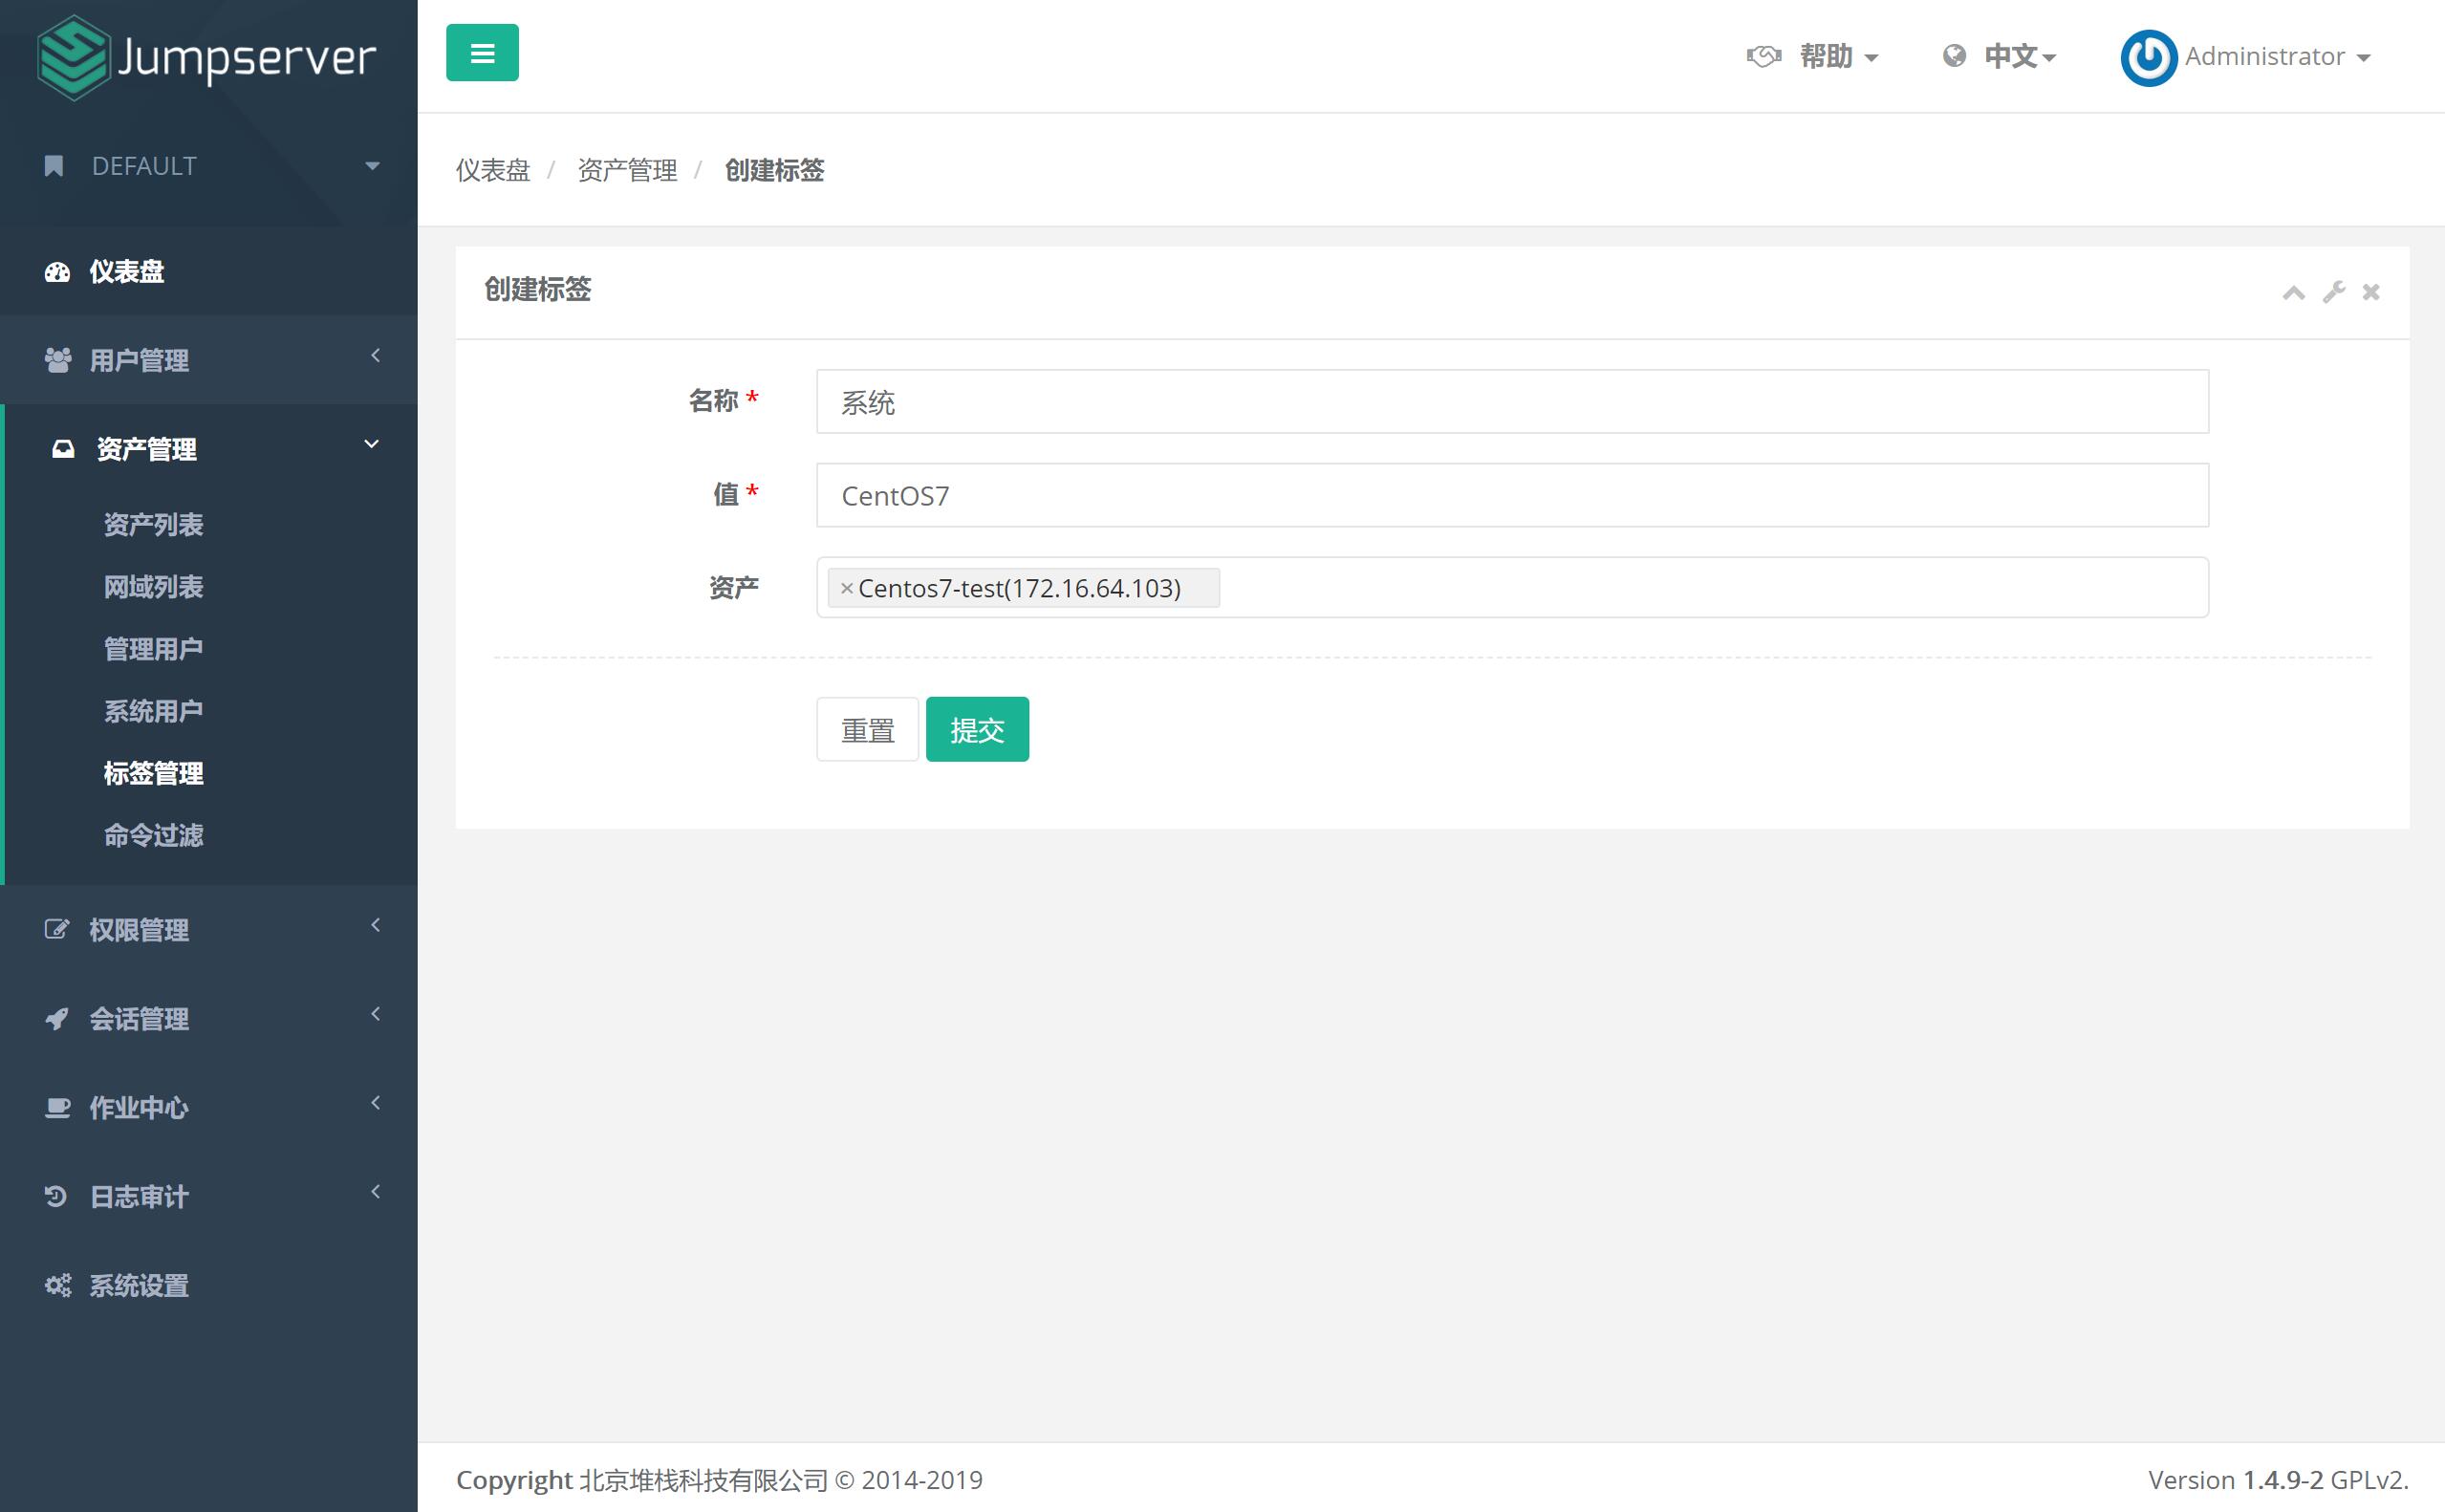 Jumpserver
帮助
中文
Administrator
DEFAULT
仪表盘 / 资产管理 / 创建标签
仪表盘
用户管理
资产管理
资产列表
网域列表
管理用户
系统用户
标签管理
命令过滤
权限管理
会话管理
作业中心
日志审计
系统设置
创建标签
名称 *
系统
值 *
CentOS7
资产
×Centos7-test(172.16.64.103)
重置 提交
Copyright 北京堆栈科技有限公司 © 2014-2019
Version 1.4.9-2 GPLv2.